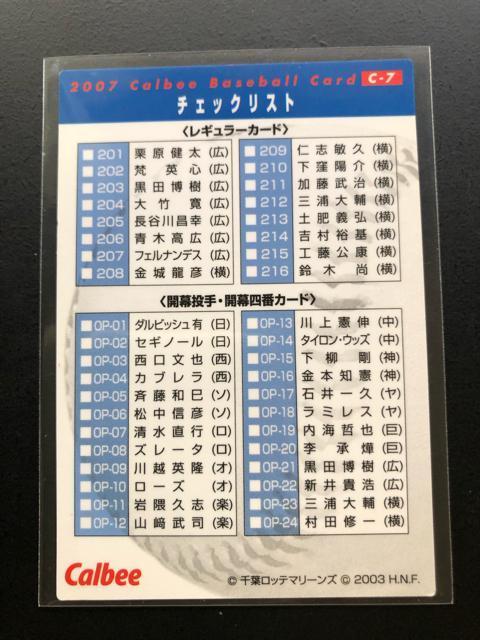 2007 Calbee Baseball Card C-7
チェックリスト
〈レギュラーカード〉
201 栗原健太(広)
202 梵英心(広)
203 黒田博樹(広)
204 大竹寛(広)
205 長谷川昌幸(広)
206 青木高広(広)
207 フェルナンデス(広)
208 金城龍彦(横)
209 仁志敏久(横)
210 下窪陽介(横)
211 加藤武治(横)
212 三浦大輔(横)
213 土肥義弘(横)
214 吉村裕基(横)
215 工藤公康(横)
216 鈴木尚(横)
〈開幕投手・開幕四番カード〉
OP-01 ダルビッシュ有(日)
OP-02 セギノール(日)
OP-03 西口文也(西)
OP-04 カブレラ(西)
OP-05 斉藤和巳(ソ)
OP-06 松中信彦(ソ)
OP-07 清水直行(ロ)
OP-08 ズレータ(ロ)
OP-09 川越英隆(オ)
OP-10 ローズ(オ)
OP-11 岩隈久志(楽)
OP-12 山﨑武司(楽)
OP-13 川上憲伸(中)
OP-14 タイロン・ウッズ(中)
OP-15 下柳剛(神)
OP-16 金本知憲(神)
OP-17 石井一久(ヤ)
OP-18 ラミレス(ヤ)
OP-19 内海哲也(巨)
OP-20 李承燁(巨)
OP-21 黒田博樹(広)
OP-22 新井貴浩(広)
OP-23 三浦大輔(横)
OP-24 村田修一(横)
Calbee
© 千葉ロッテマリーンズ © 2003 H.N.F.